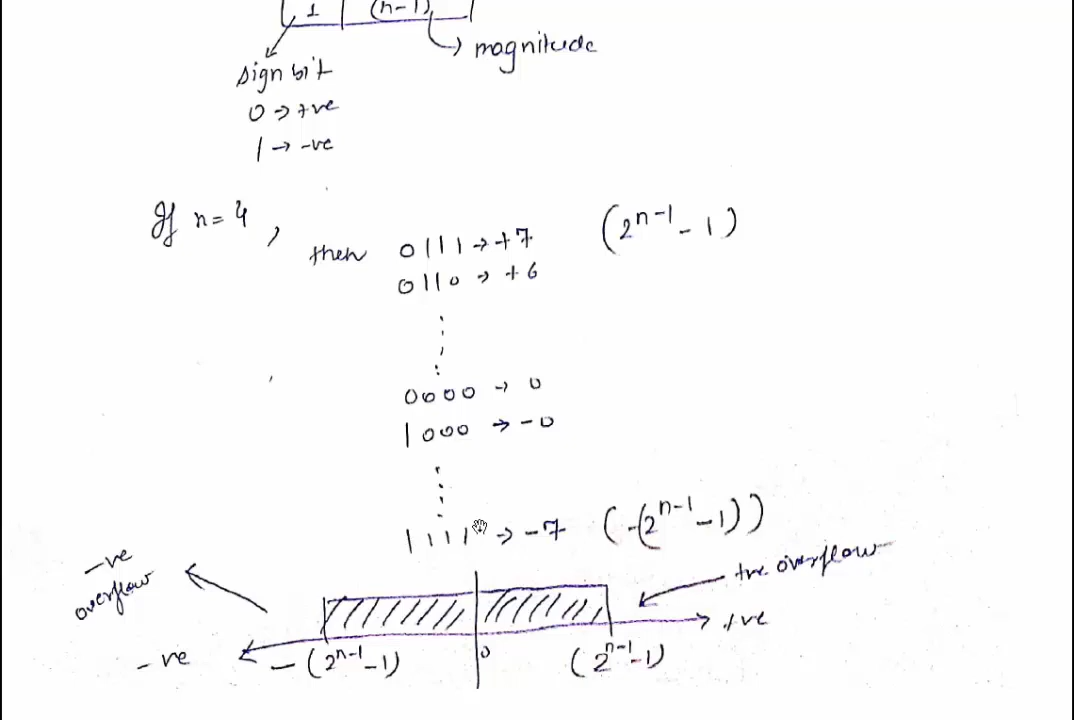 1 (n-1)
→ magnitude
sign bit
0 → +ve
1 → -ve
If n = 4,
then 0111 → +7 (2^{n-1} - 1)
0110 → +6
0000 → 0
1000 → -0
1111 → -7 (-(2^{n-1} - 1))
-ve overflow
+ve overflow
-ve
-(2^{n-1} - 1)
0
(2^{n-1} - 1)
+ve